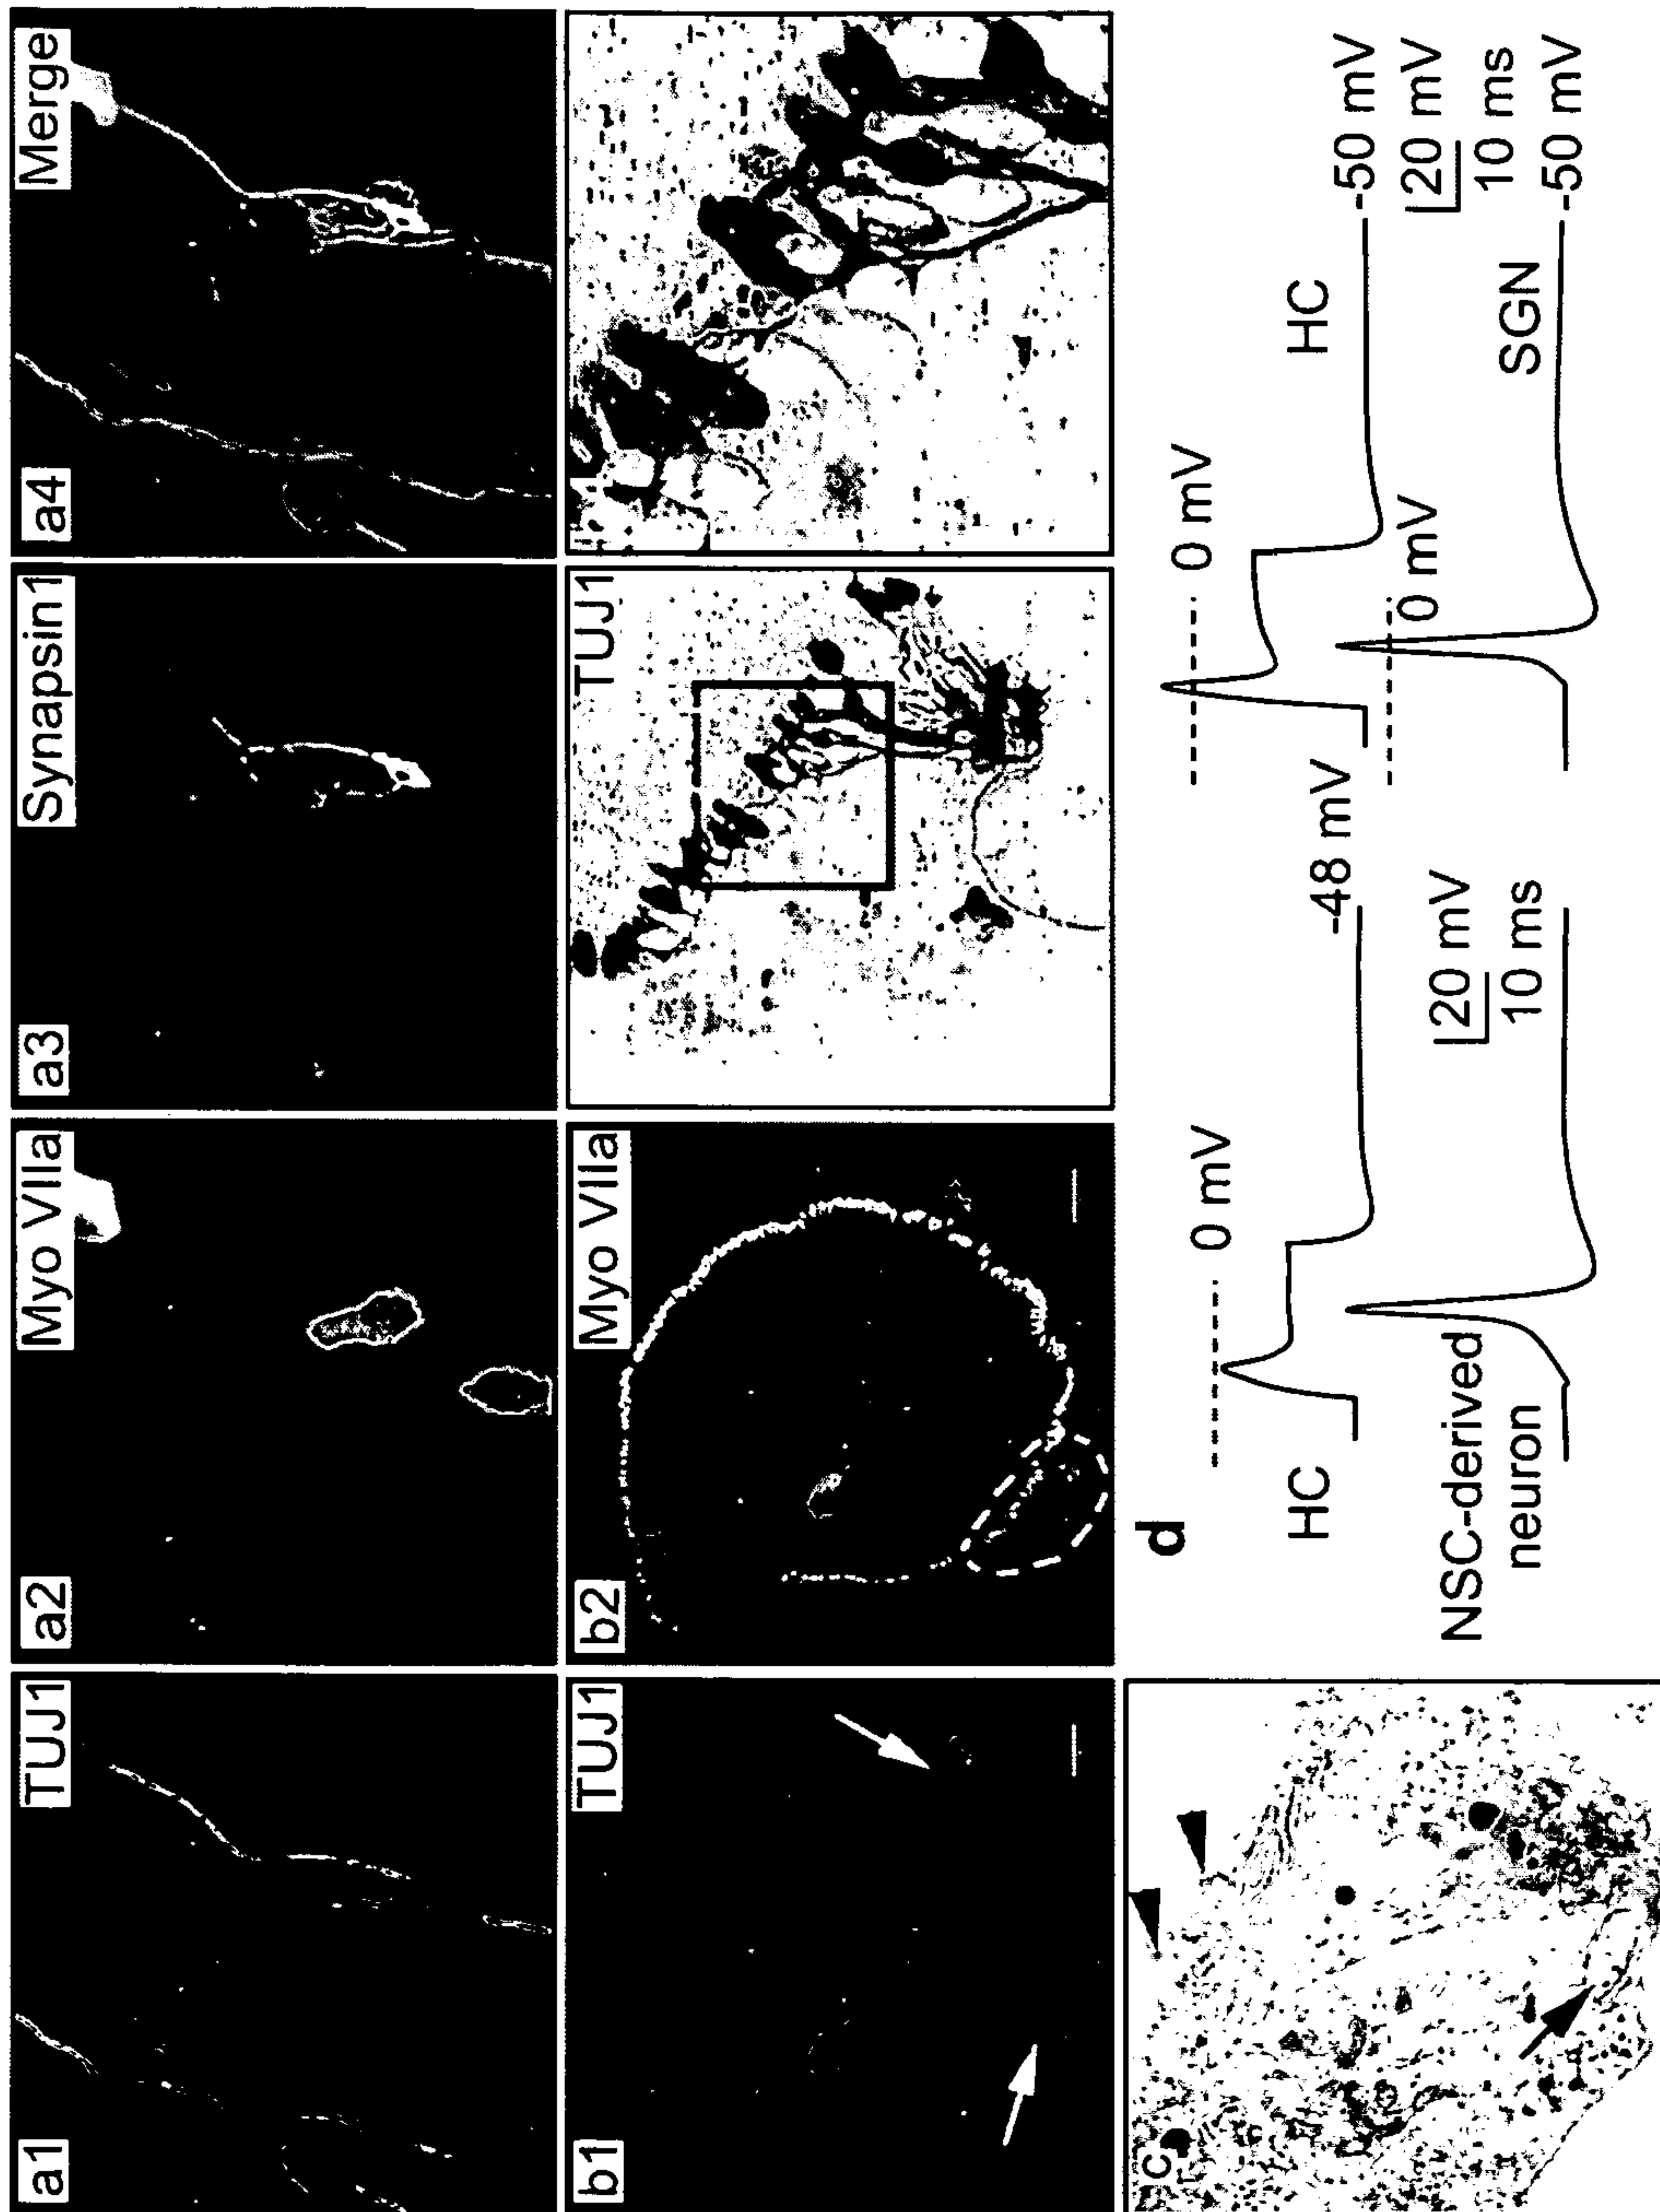 a1
TUJ1
a2
Myo VIIa
a3
Synapsin1
a4
Merge
b1
TUJ1
b2
Myo VIIa
TUJ1
c
d
HC
0 mV
-48 mV
NSC-derived
neuron
20 mV
10 ms
0 mV
HC
-50 mV
20 mV
10 ms
0 mV
SGN
-50 mV